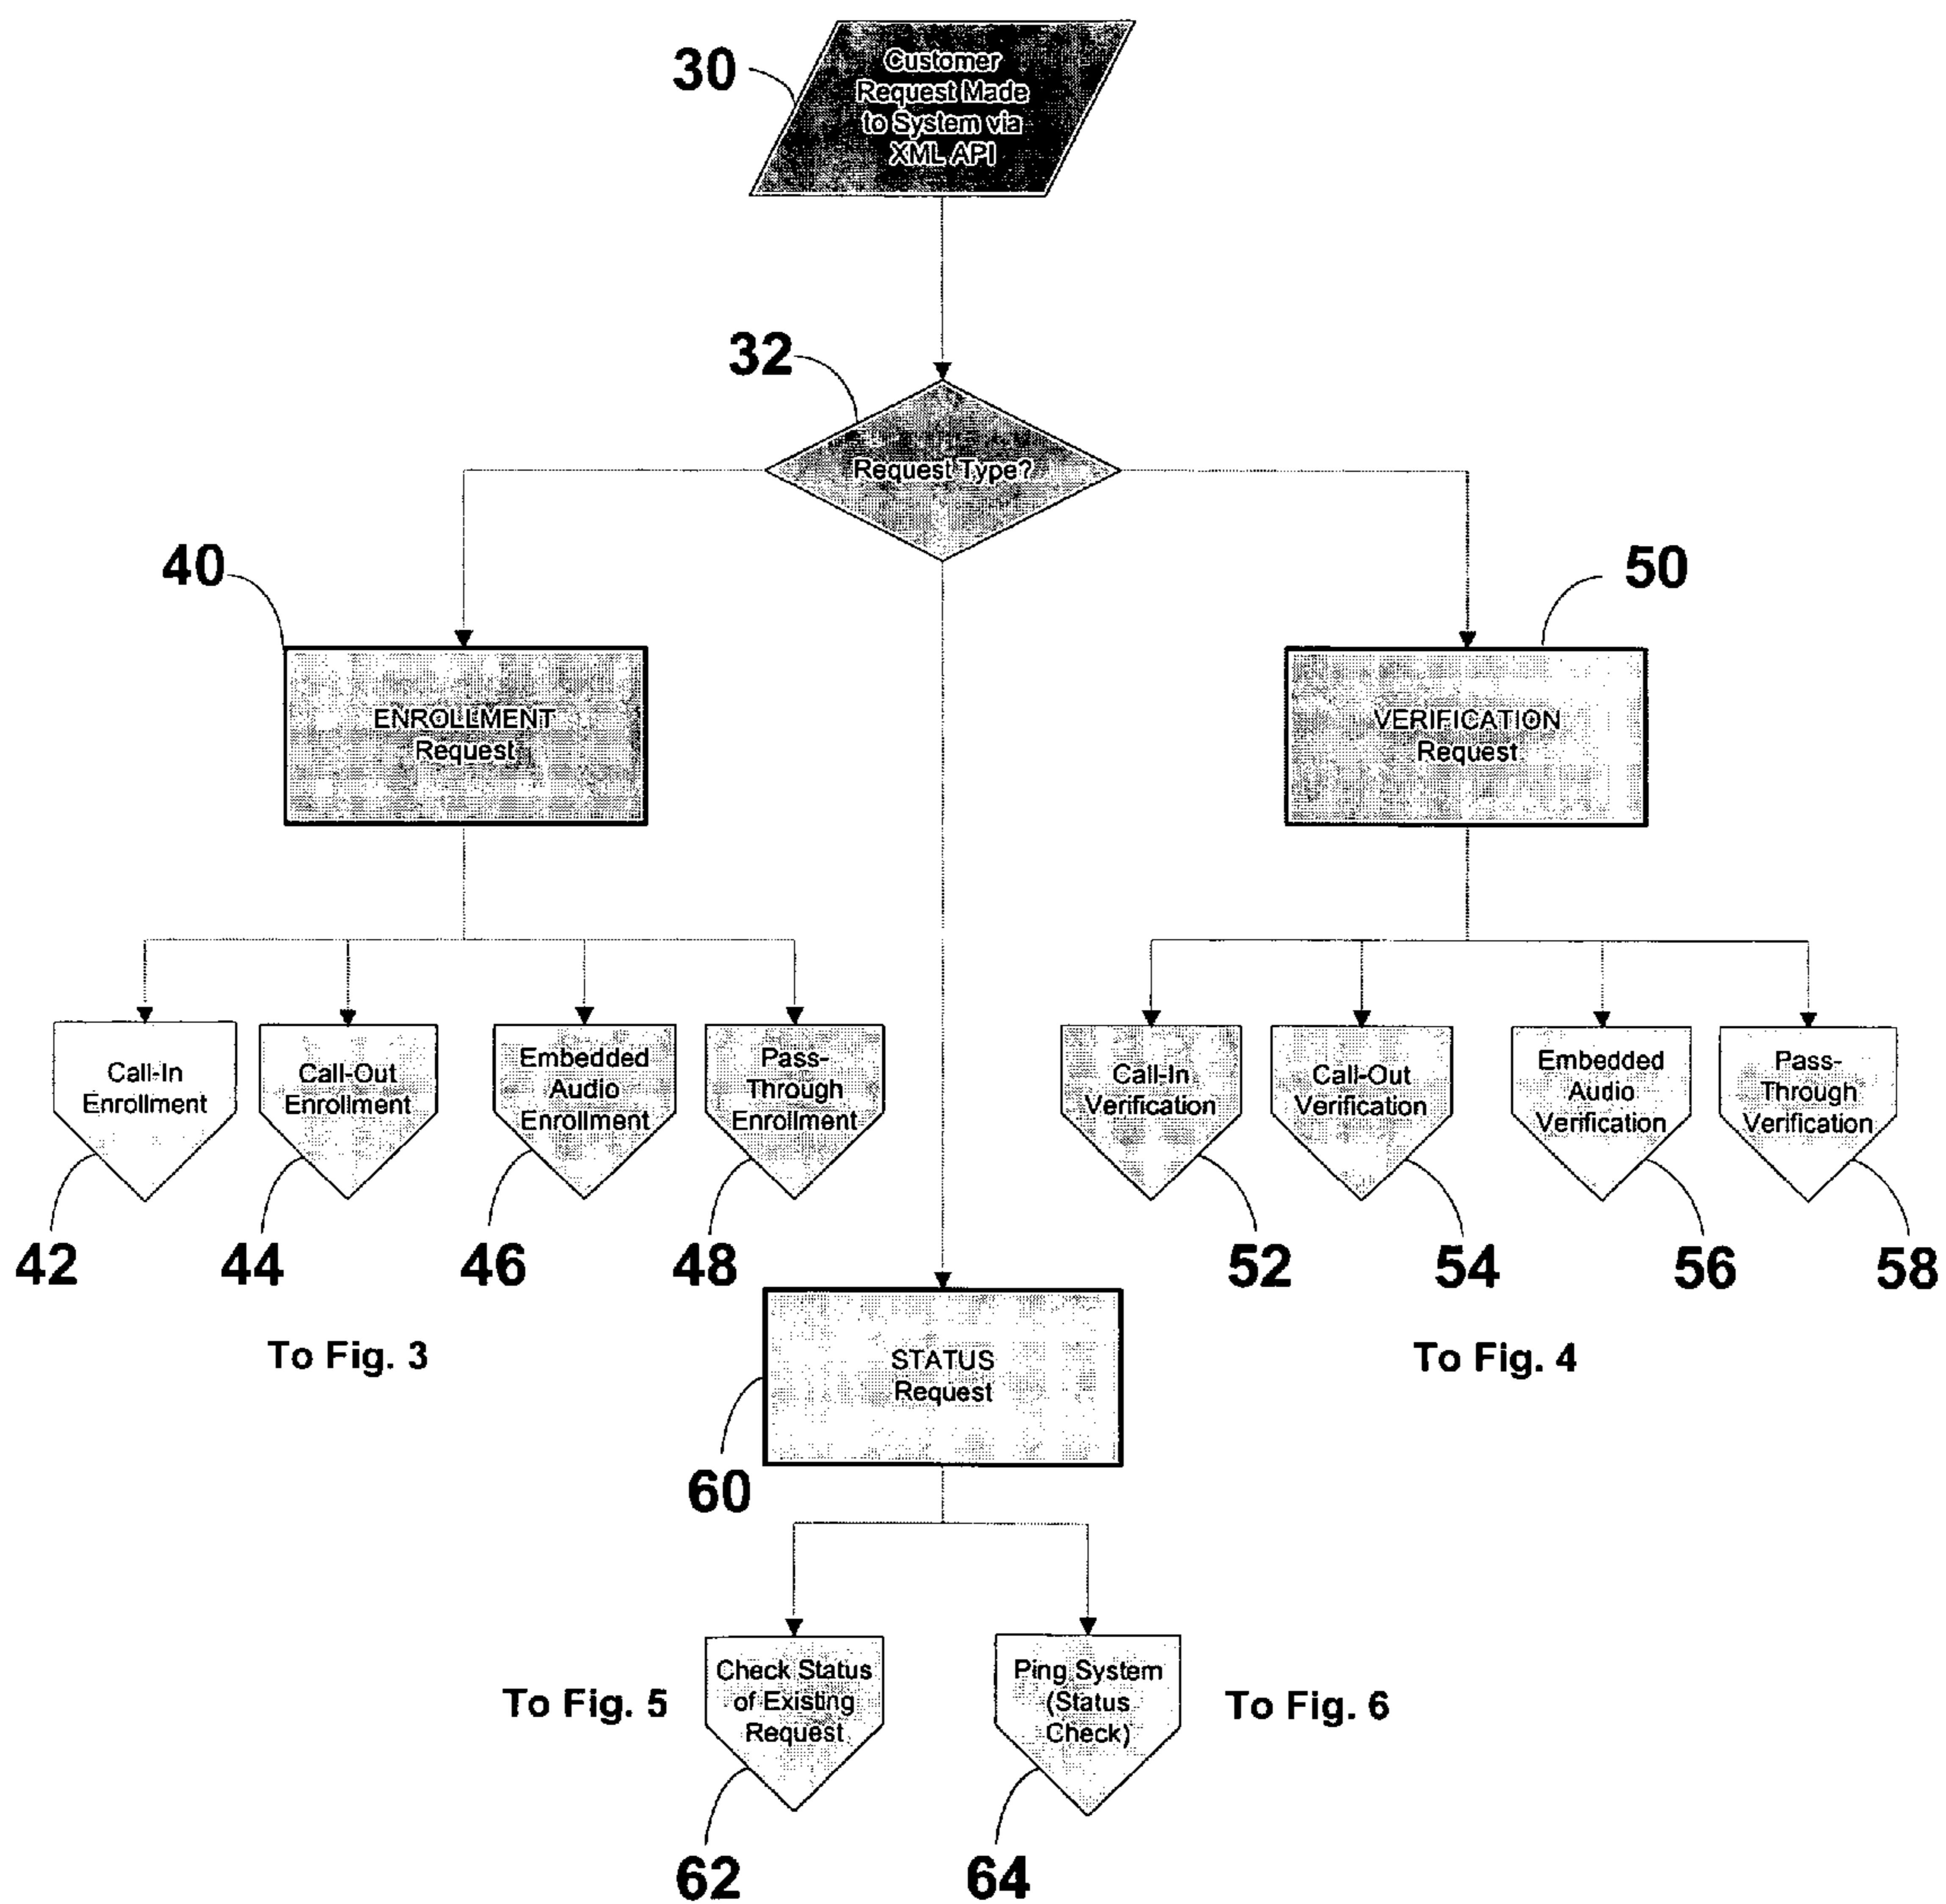 30
Customer
Request Made
to System via
XML API
32
Request Type?
40
ENROLLMENT
Request
50
VERIFICATION
Request
Call-In
Enrollment
Call-Out
Enrollment
Embedded
Audio
Enrollment
Pass-
Through
Enrollment
Call-In
Verification
Call-Out
Verification
Embedded
Audio
Verification
Pass-
Through
Verification
42
44
46
48
52
54
56
58
To Fig. 3
To Fig. 4
STATUS
Request
60
To Fig. 5
Check Status
of Existing
Request
Ping System
(Status
Check)
To Fig. 6
62
64